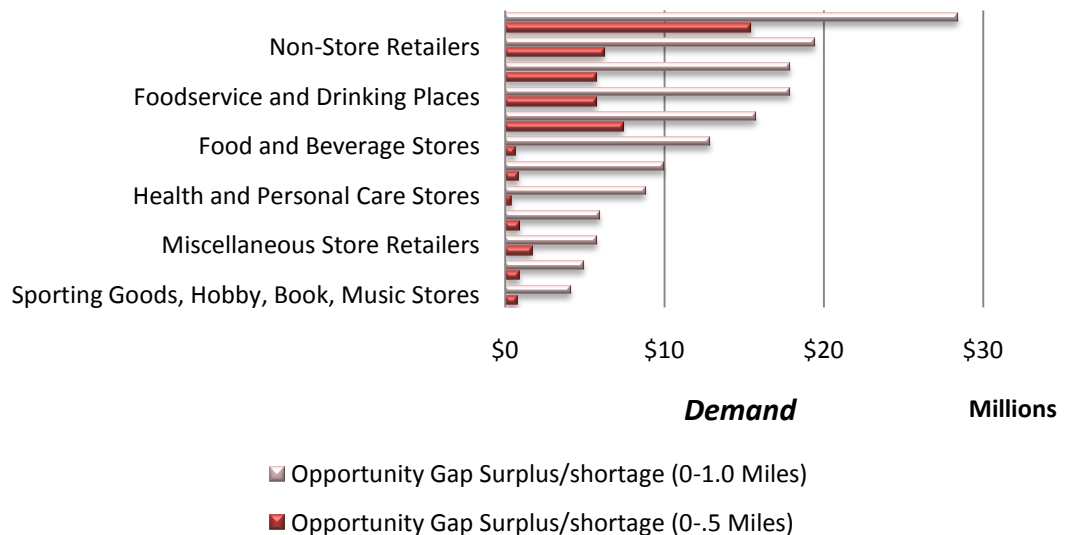 Non-Store Retailers
Foodservice and Drinking Places
Food and Beverage Stores
Health and Personal Care Stores
Miscellaneous Store Retailers
Sporting Goods, Hobby, Book, Music Stores
$0 $10 $20 $30
Demand Millions
Opportunity Gap Surplus/shortage (0-1.0 Miles)
Opportunity Gap Surplus/shortage (0-.5 Miles)